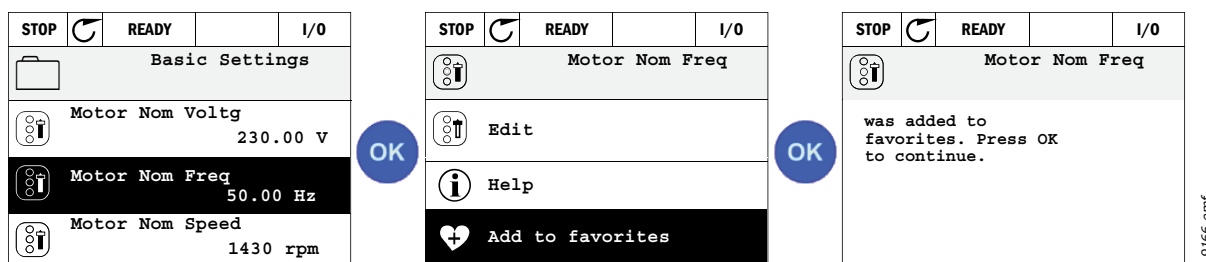 STOP READY I/O
Basic Settings
Motor Nom Voltg
230.00 V
Motor Nom Freq
50.00 Hz
Motor Nom Speed
1430 rpm
OK
STOP READY I/O
Motor Nom Freq
Edit
Help
Add to favorites
OK
STOP READY I/O
Motor Nom Freq
was added to
favorites. Press OK
to continue.
9166.emf